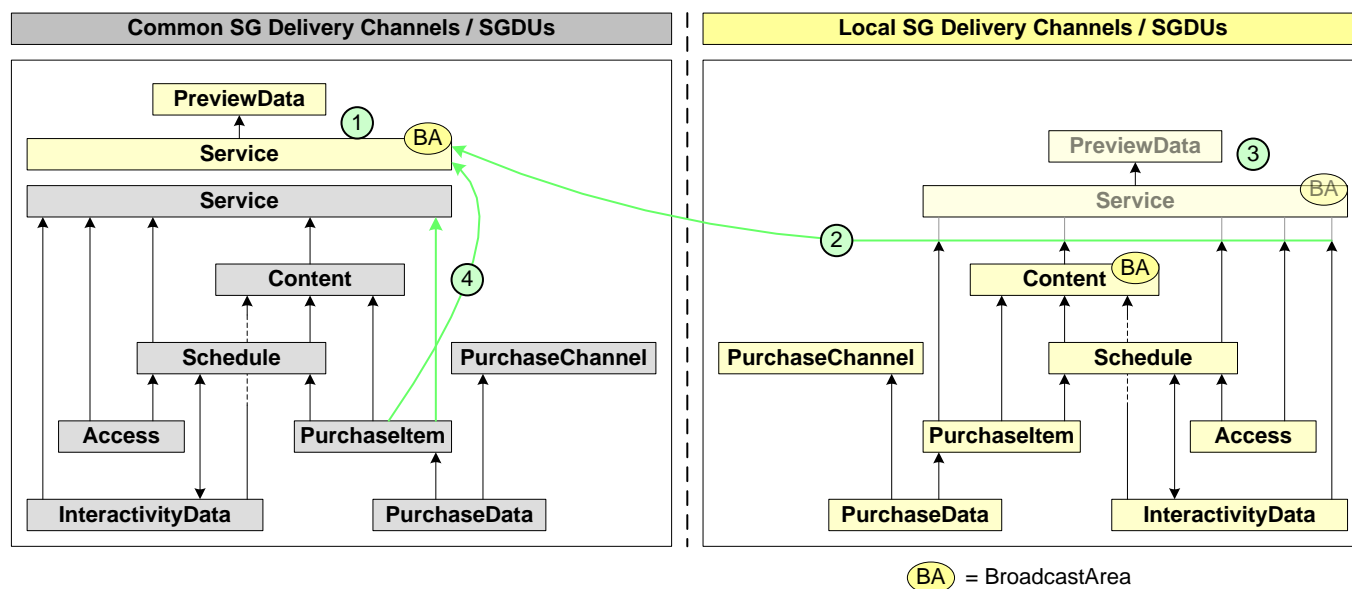 Common SG Delivery Channels / SGDUs
Local SG Delivery Channels / SGDUs
PreviewData
1
BA
Service
Service
Content
4
Schedule
PurchaseChannel
Access
PurchaseItem
InteractivityData
PurchaseData
2
PreviewData
3
BA
Service
Content
BA
PurchaseChannel
Schedule
PurchaseItem
Access
PurchaseData
InteractivityData
BA = BroadcastArea